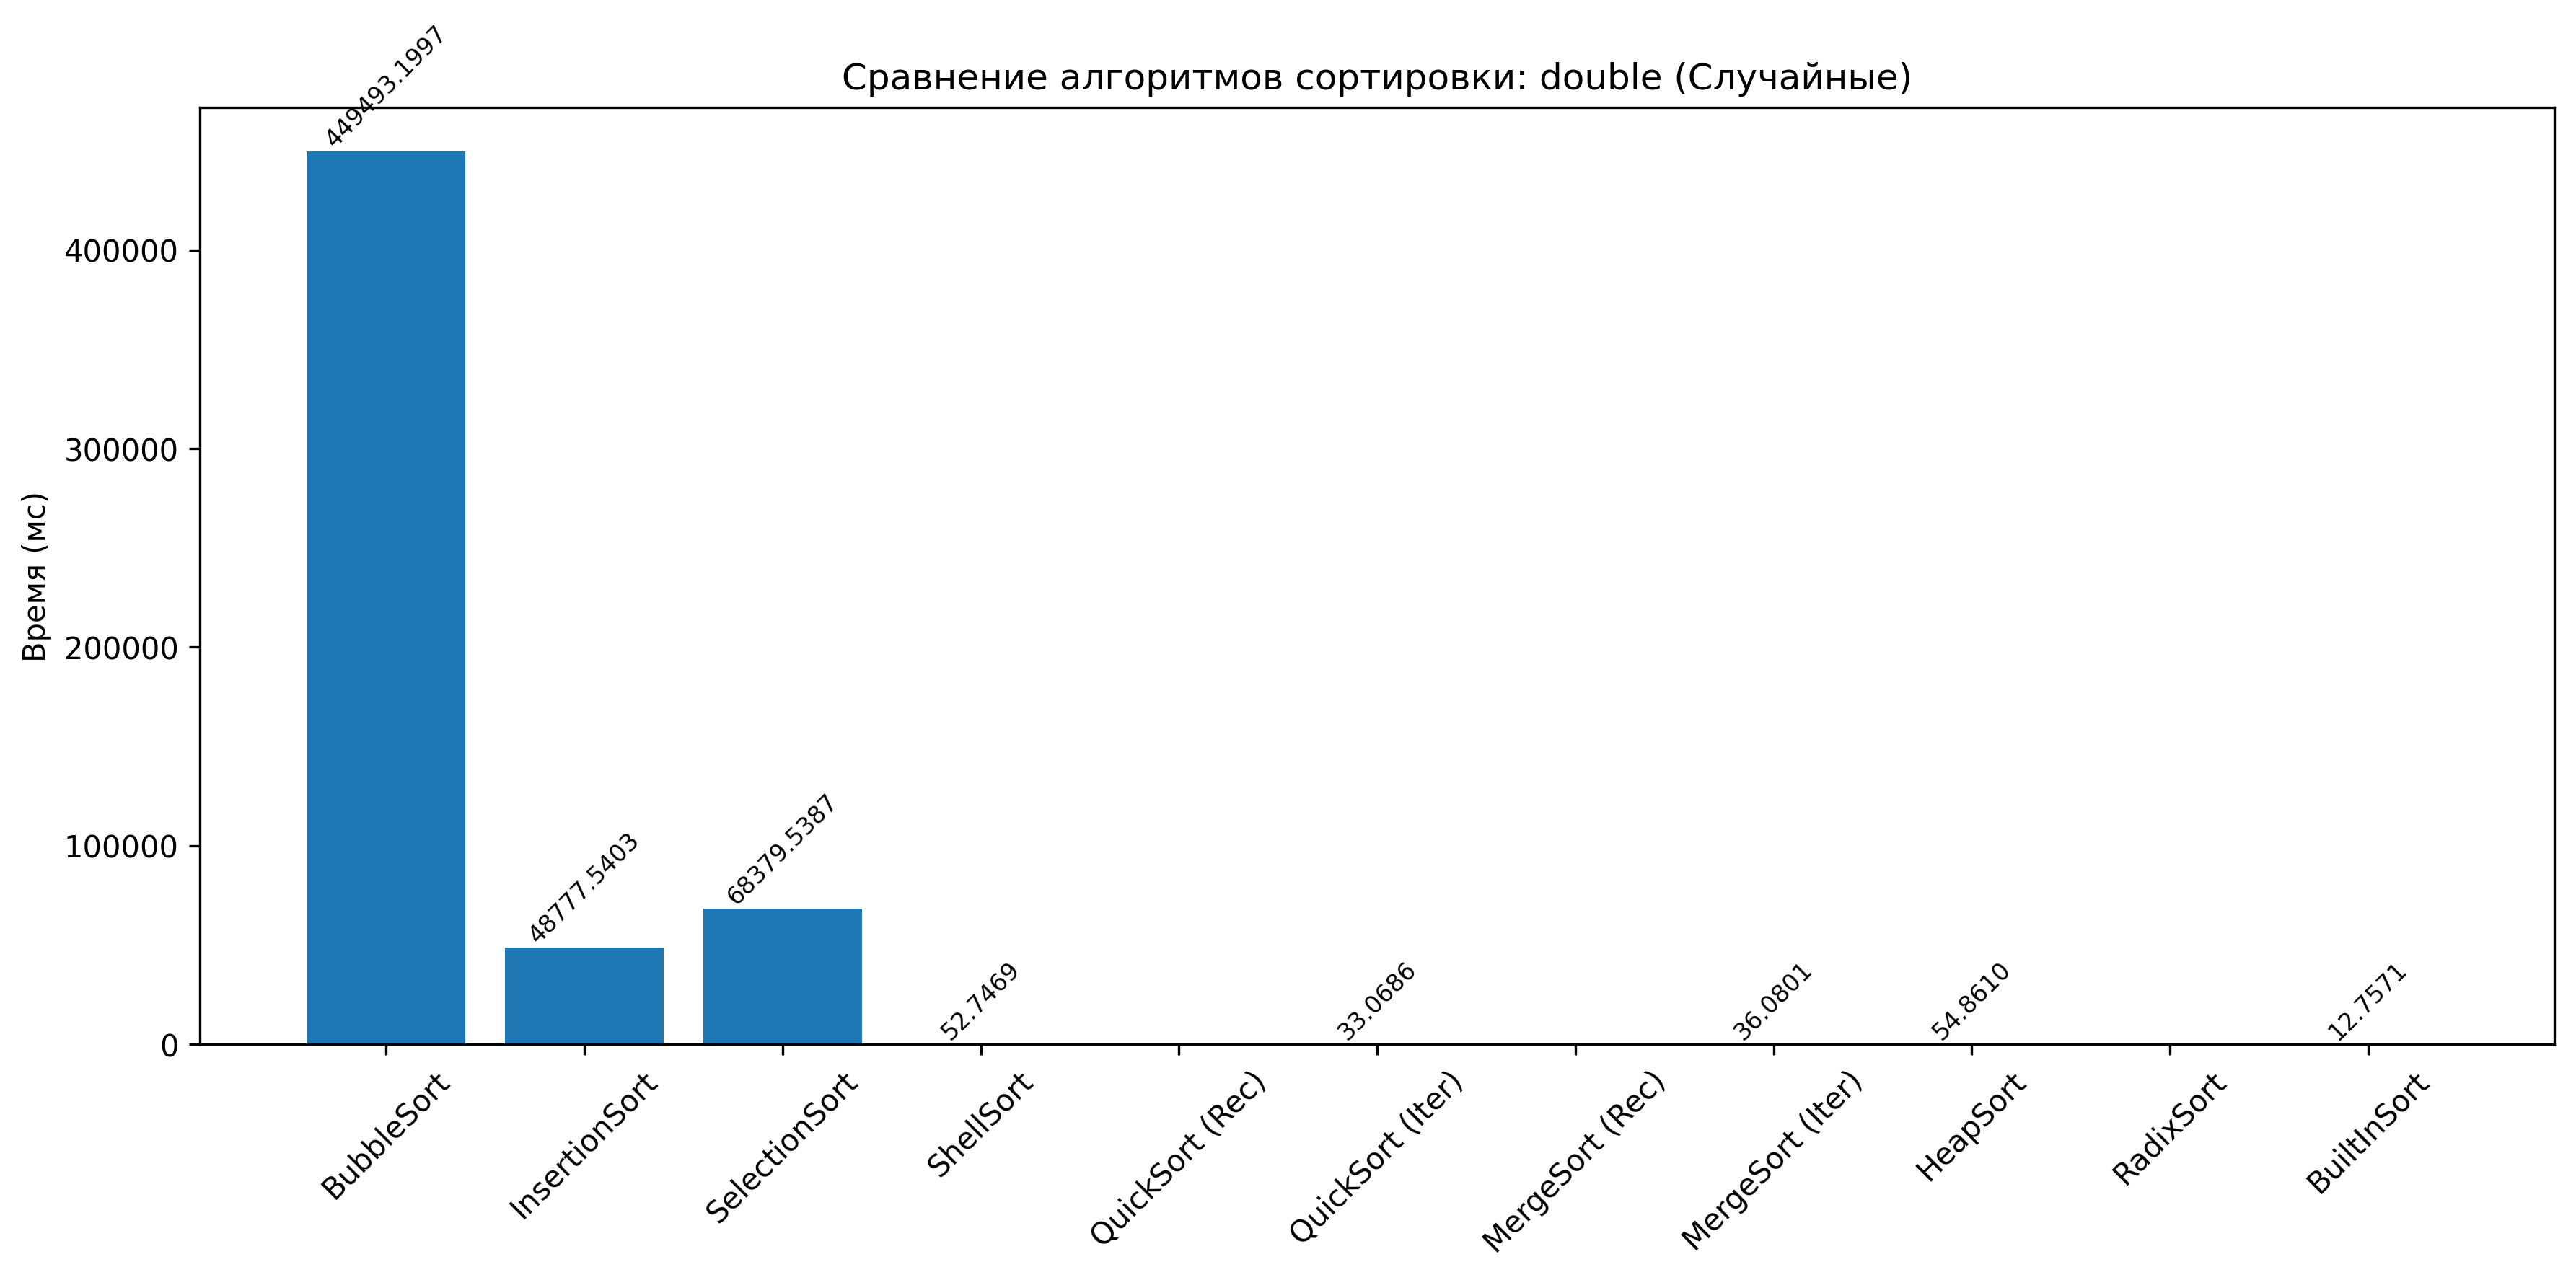 Сравнение алгоритмов сортировки: double (Случайные)
Время (мс)
400000
300000
200000
100000
0
449493.1997
48777.5403
68379.5387
52.7469
33.0686
36.0801
54.8610
12.7571
BubbleSort
InsertionSort
SelectionSort
ShellSort
QuickSort (Rec)
QuickSort (Iter)
MergeSort (Rec)
MergeSort (Iter)
HeapSort
RadixSort
BuiltInSort